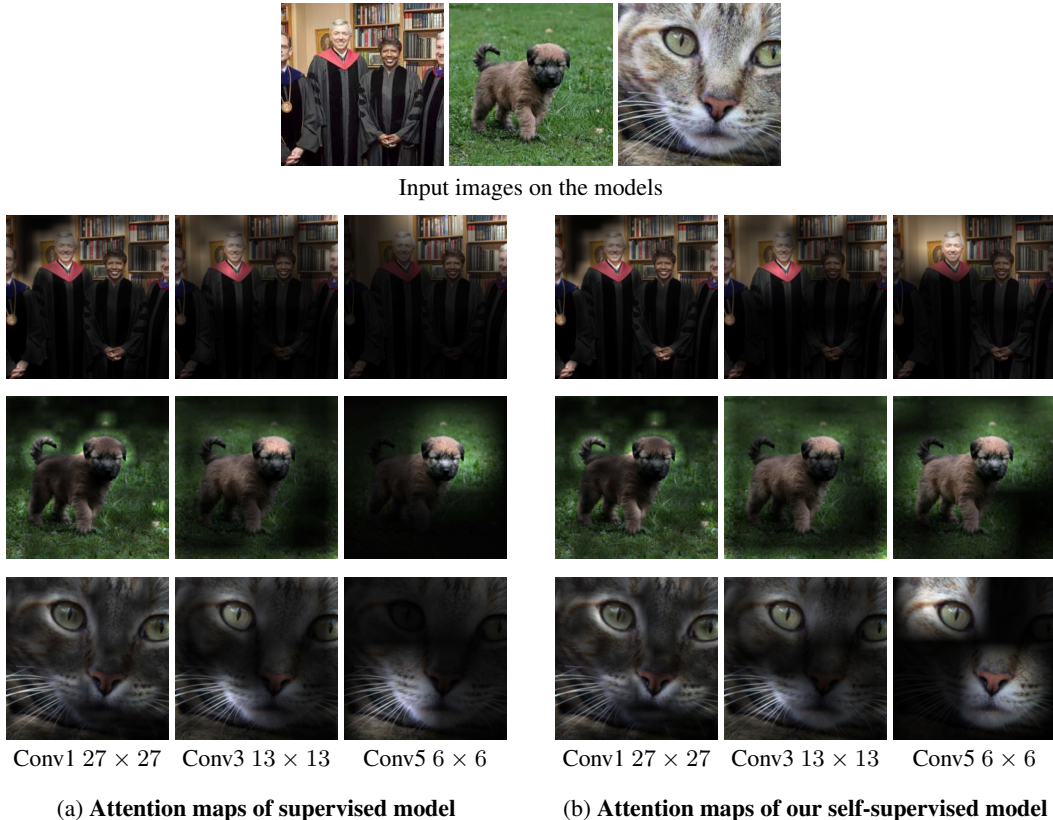 Input images on the models
Conv1 27 × 27 Conv3 13 × 13 Conv5 6 × 6 Conv1 27 × 27 Conv3 13 × 13 Conv5 6 × 6
(a) Attention maps of supervised model (b) Attention maps of our self-supervised model